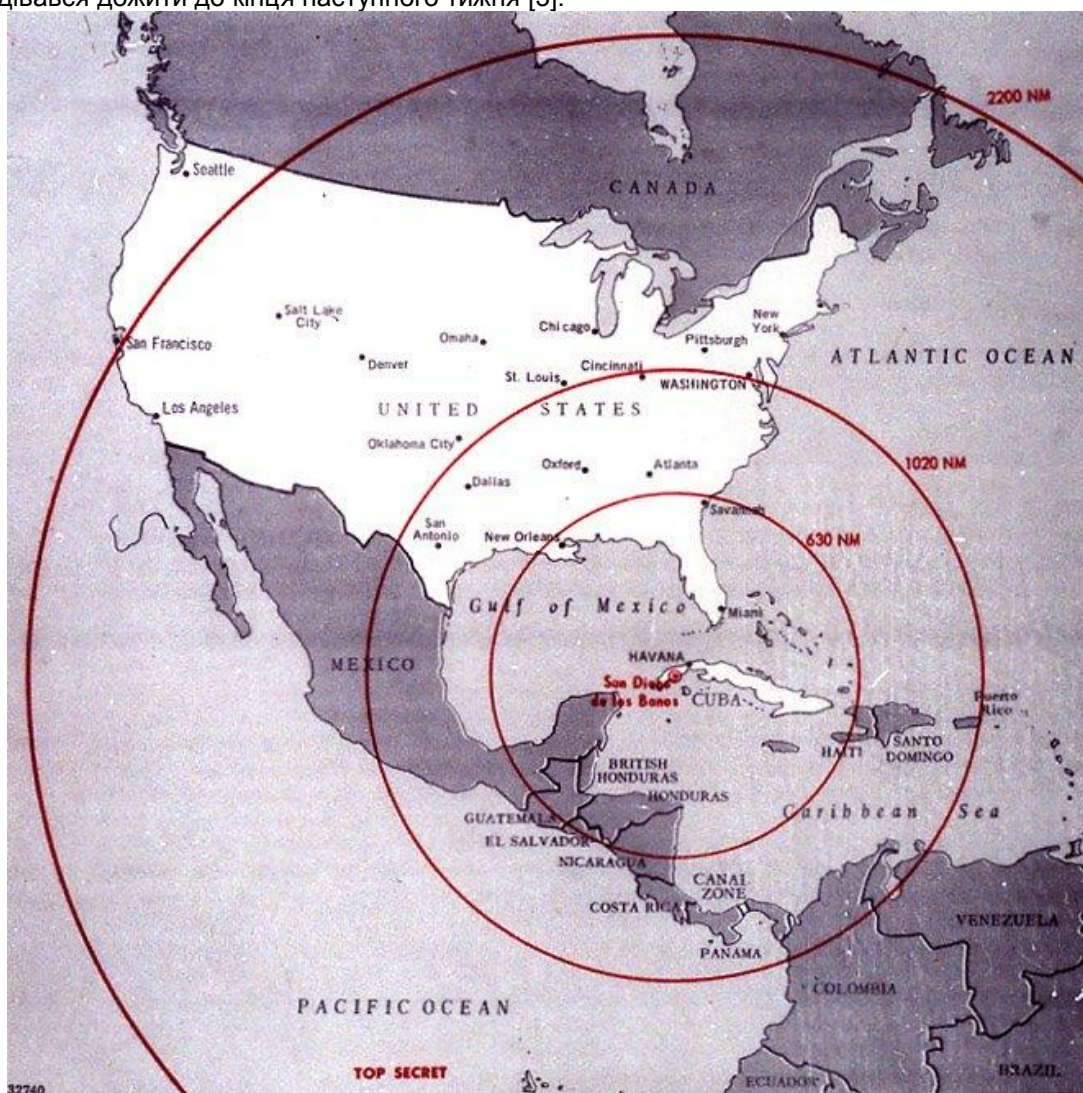 дівався дожити до кінця наступного тижня [5].
2200 NM
Seattle
CANADA
Salt Lake
City
San Francisco
Denver
Omaha
Chicago
New
York
Pittsburgh
Cincinnati
St. Louis
WASHINGTON
ATLANTIC OCEAN
Los Angeles
UNITED STATES
Oklahoma City
Oxford
Atlanta
1020 NM
Dallas
Savannah
San
Antonio
New Orleans
630 NM
Gulf of Mexico
Miami
MEXICO
HAVANA
San Diego
de los Banos
CUBA
Puerto
Rico
HAITI
SANTO
DOMINGO
BRITISH
HONDURAS
HONDURAS
GUATEMALA
EL SALVADOR
NICARAGUA
Caribbean Sea
CANAL
ZONE
COSTA RICA
PANAMA
VENEZUELA
COLOMBIA
PACIFIC OCEAN
TOP SECRET
ECUADOR
BRAZIL
32740